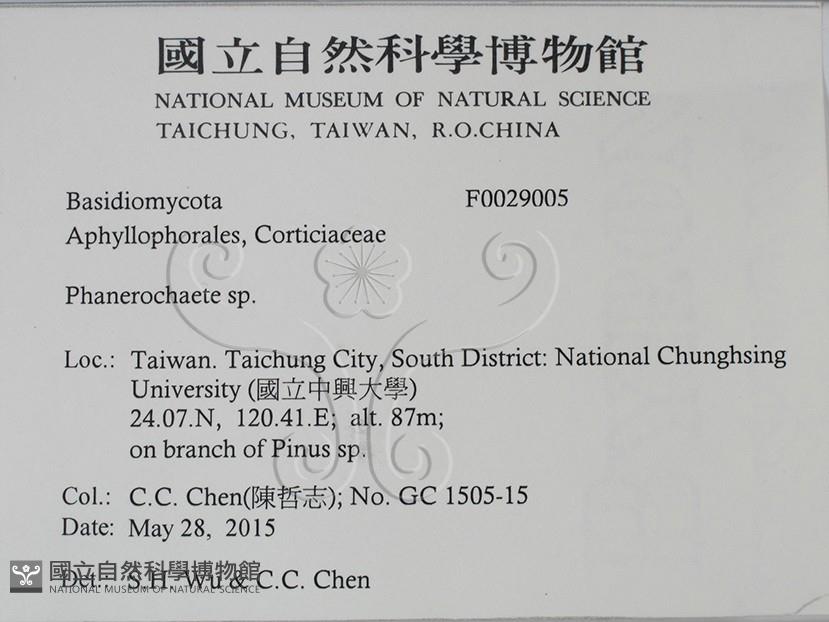 國立自然科學博物館
NATIONAL MUSEUM OF NATURAL SCIENCE
TAICHUNG, TAIWAN, R.O.CHINA
Basidiomycota F0029005
Aphyllophorales, Corticiaceae
Phanerochaete sp.
Loc.: Taiwan. Taichung City, South District: National Chunghsing
University (國立中興大學)
24.07.N, 120.41.E; alt. 87m;
on branch of Pinus sp.
Col.: C.C. Chen(陳哲志); No. GC 1505-15
Date: May 28, 2015
Det.: S.H. Wu & C.C. Chen
國立自然科學博物館
NATIONAL MUSEUM OF NATURAL SCIENCE